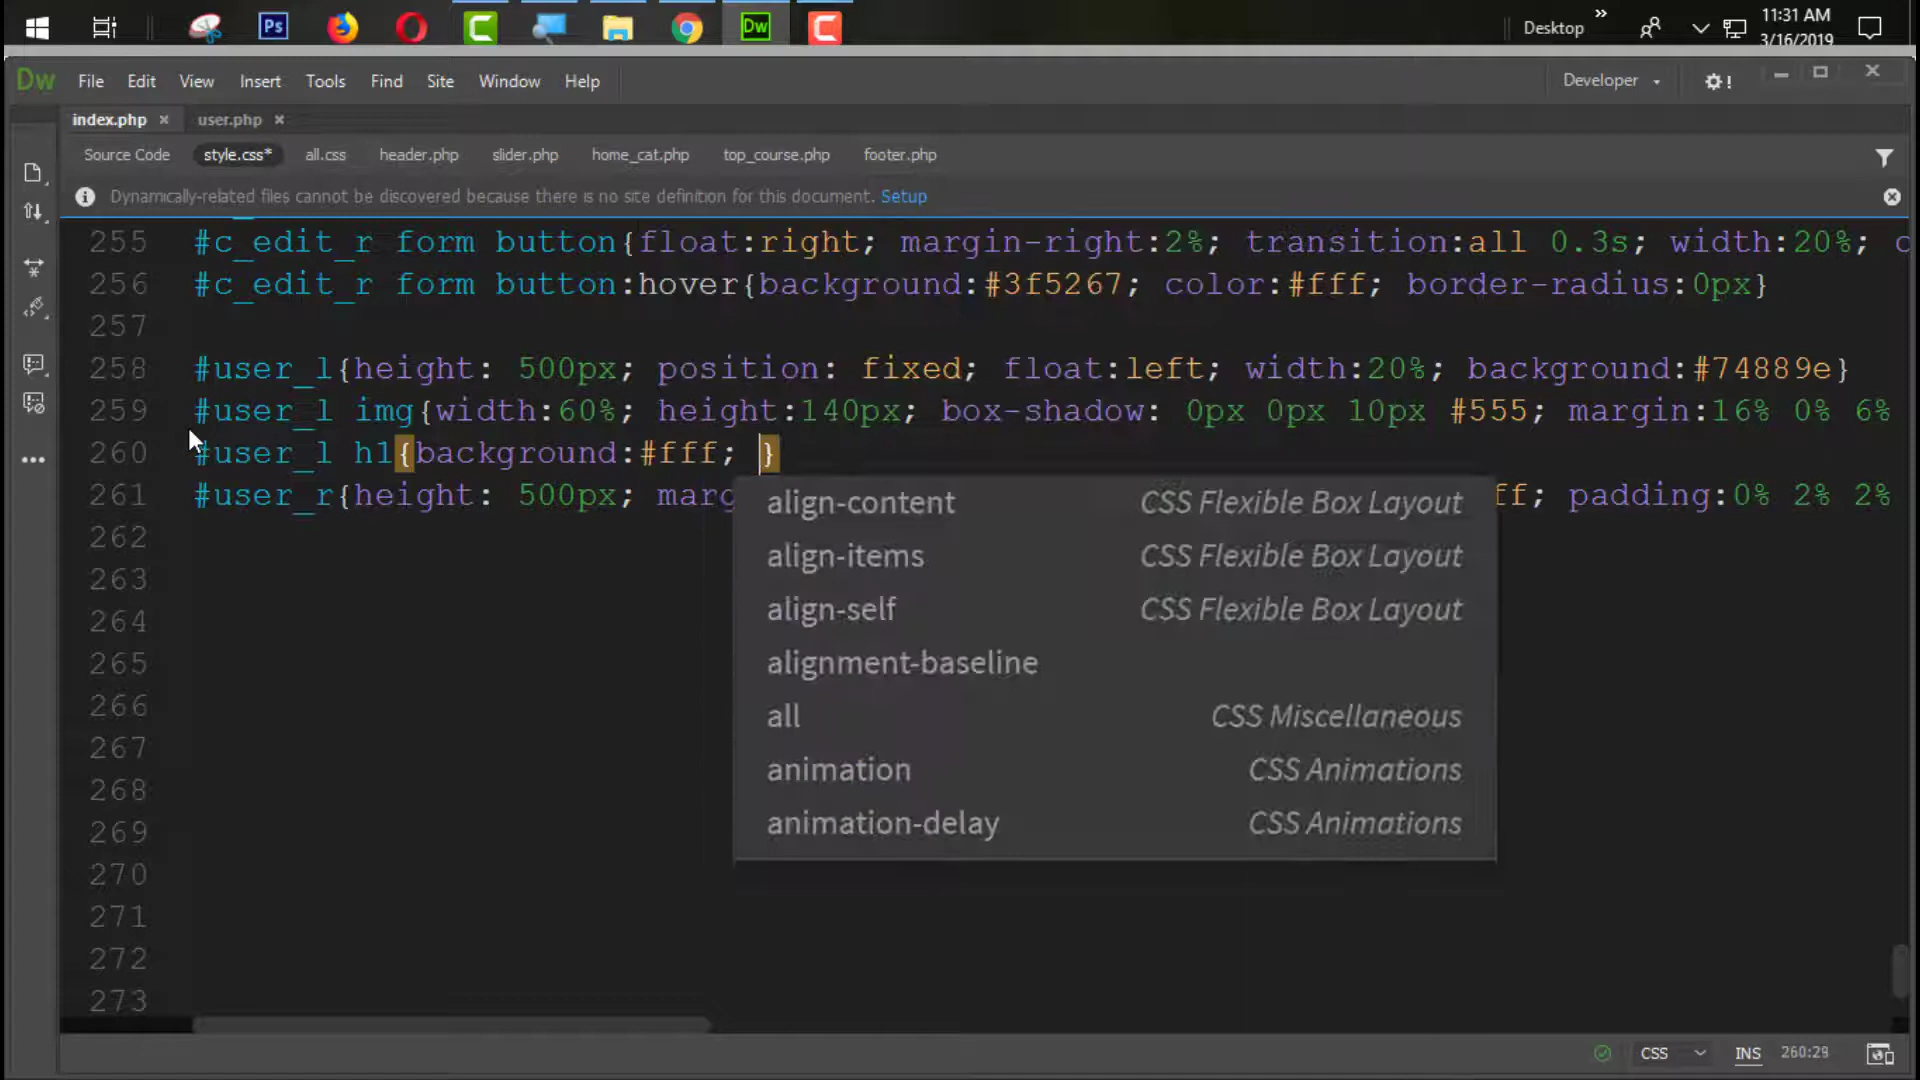 Ps
Dw
Desktop
»
11:31 AM
3/16/2019
Dw File Edit View Insert Tools Find Site Window Help
Developer
index.php × user.php ×
Source Code style.css* all.css header.php slider.php home_cat.php top_course.php footer.php
Dynamically-related files cannot be discovered because there is no site definition for this document. Setup
255 #c_edit_r form button{float:right; margin-right:2%; transition:all 0.3s; width:20%; c
256 #c_edit_r form button:hover{background:#3f5267; color:#fff; border-radius:0px}
257
258 #user_l{height: 500px; position: fixed; float:left; width:20%; background:#74889e}
259 #user_l img{width:60%; height:140px; box-shadow: 0px 0px 10px #555; margin:16% 0% 6%
260 #user_l h1{background:#fff; }
261 #user_r{height: 500px; marg ff; padding:0% 2% 2%
262
263
264
265
266
267
268
269
270
271
272
273
align-content CSS Flexible Box Layout
align-items CSS Flexible Box Layout
align-self CSS Flexible Box Layout
alignment-baseline
all CSS Miscellaneous
animation CSS Animations
animation-delay CSS Animations
CSS INS 260:29